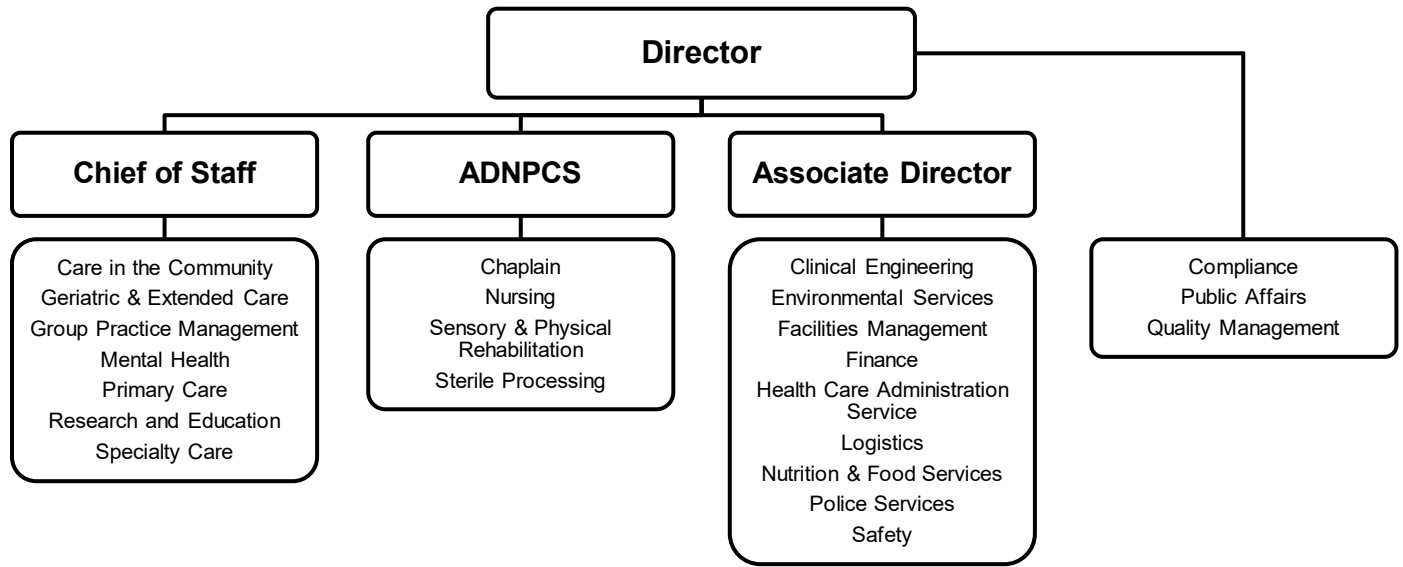 Director
Chief of Staff
ADNPCS
Associate Director
Care in the Community
Geriatric & Extended Care
Group Practice Management
Mental Health
Primary Care
Research and Education
Specialty Care
Chaplain
Nursing
Sensory & Physical
Rehabilitation
Sterile Processing
Clinical Engineering
Environmental Services
Facilities Management
Finance
Health Care Administration
Service
Logistics
Nutrition & Food Services
Police Services
Safety
Compliance
Public Affairs
Quality Management